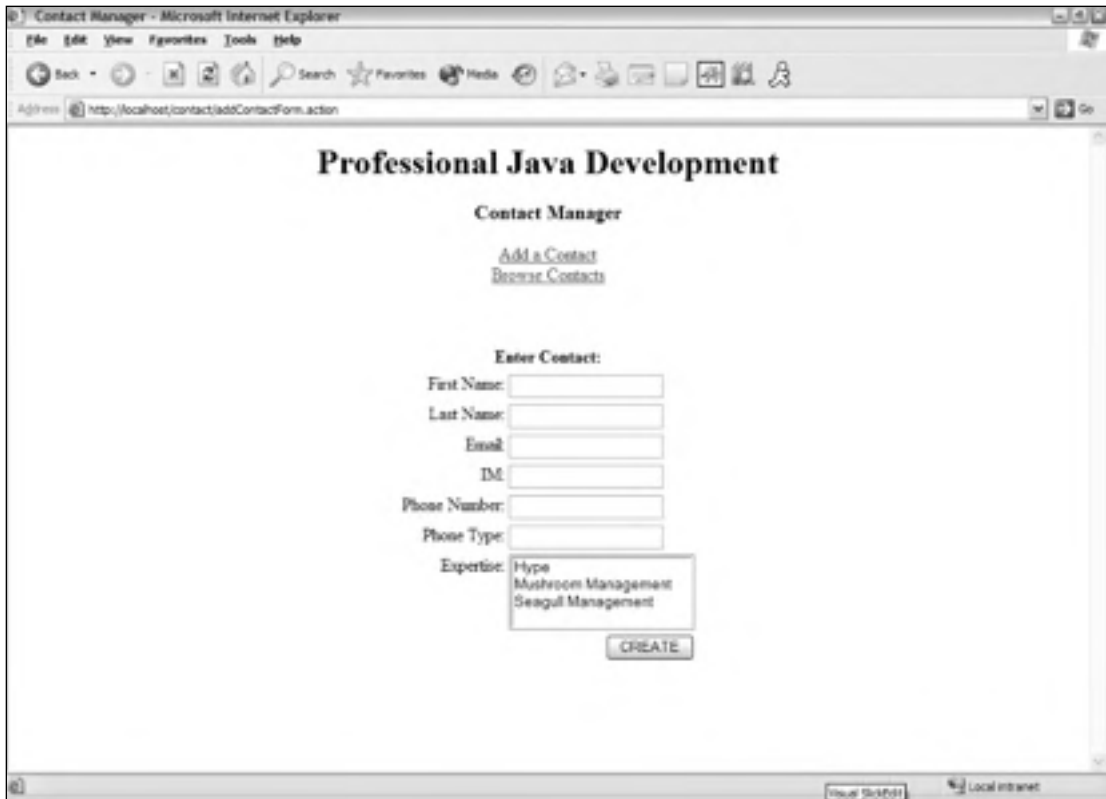 Contact Manager - Microsoft Internet Explorer
File Edit View Favorites Tools Help
Back Search Favorites Media
Address http://localhost/contact/addContactForm.action Go
Professional Java Development
Contact Manager
Add a Contact
Browse Contacts
Enter Contact:
First Name:
Last Name:
Email:
IM:
Phone Number:
Phone Type:
Expertise: Hype
Mushroom Management
Seagull Management
CREATE
Visual SlickEdit
Local intranet